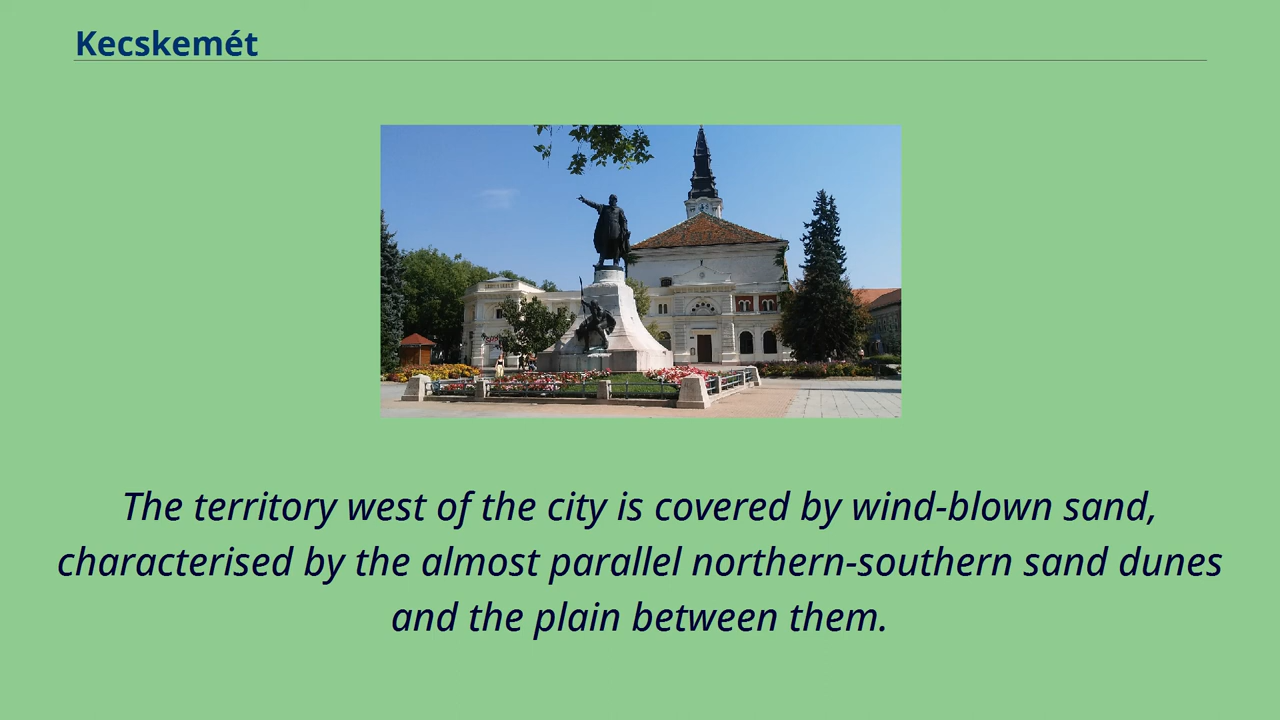 Kecskemét
The territory west of the city is covered by wind-blown sand,
characterised by the almost parallel northern-southern sand dunes
and the plain between them.